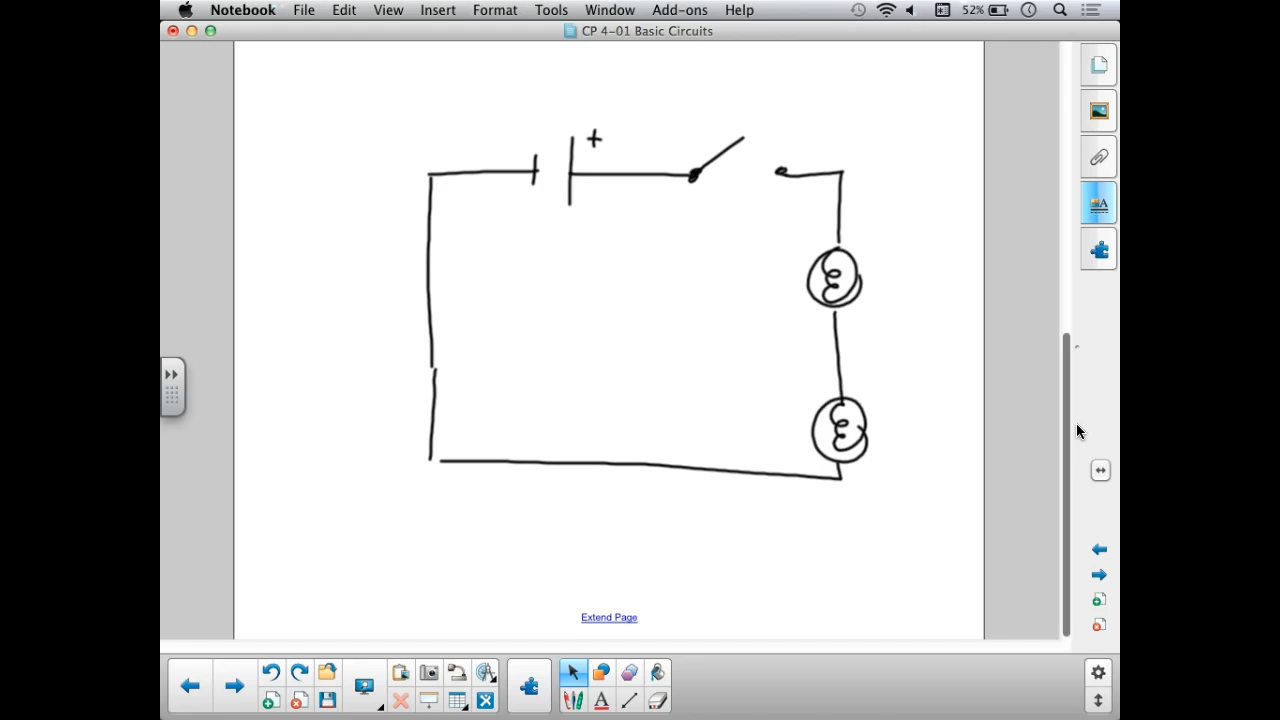 Notebook File Edit View Insert Format Tools Window Add-ons Help 52%
CP 4-01 Basic Circuits
+
Extend Page